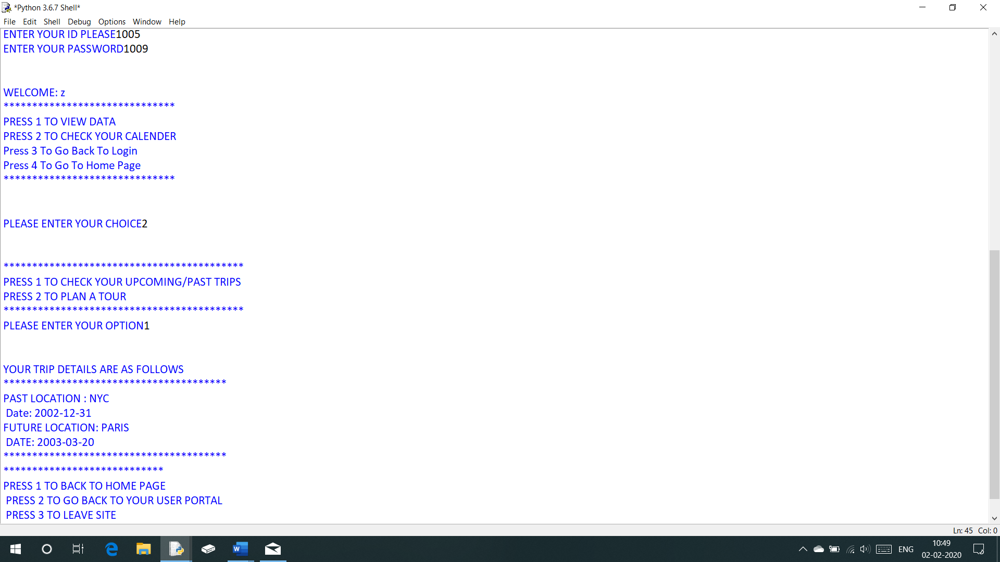 *Python 3.6.7 Shell*
File Edit Shell Debug Options Window Help
ENTER YOUR ID PLEASE1005
ENTER YOUR PASSWORD1009
WELCOME: z
******************************
PRESS 1 TO VIEW DATA
PRESS 2 TO CHECK YOUR CALENDER
Press 3 To Go Back To Login
Press 4 To Go To Home Page
******************************
PLEASE ENTER YOUR CHOICE2
******************************************
PRESS 1 TO CHECK YOUR UPCOMING/PAST TRIPS
PRESS 2 TO PLAN A TOUR
******************************************
PLEASE ENTER YOUR OPTION1
YOUR TRIP DETAILS ARE AS FOLLOWS
***************************************
PAST LOCATION : NYC
Date: 2002-12-31
FUTURE LOCATION: PARIS
DATE: 2003-03-20
***************************************
****************************
PRESS 1 TO BACK TO HOME PAGE
PRESS 2 TO GO BACK TO YOUR USER PORTAL
PRESS 3 TO LEAVE SITE
Ln: 45 Col: 0
W
ENG
10:49
02-02-2020